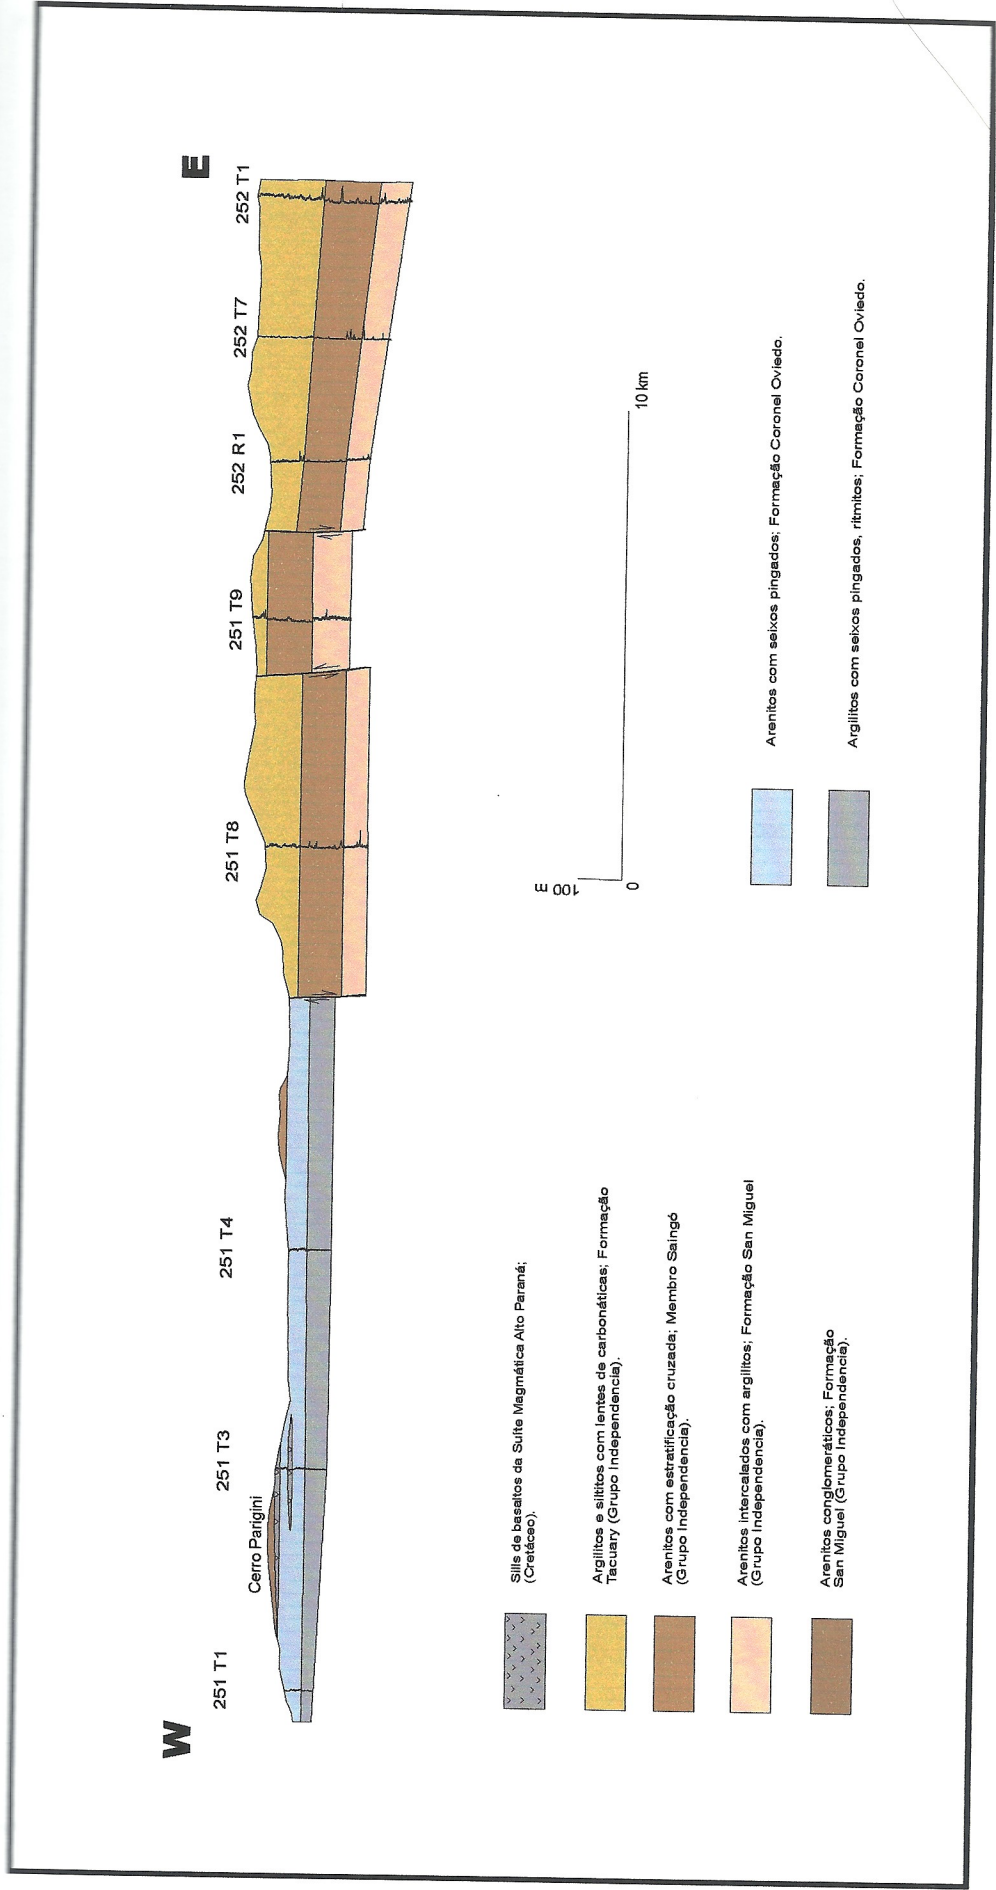 W
E
251 T1
Cerro Parigini
251 T3
251 T4
251 T8
251 T9
252 R1
252 T7
252 T1
100 m
0
10 km
Sills de basaltos da Suíte Magmática Alto Paraná;
(Cretáceo).
Argilitos e siltitos com lentes de carbonáticas; Formação
Tacuary (Grupo Independencia).
Arenitos com estratificação cruzada; Membro Saingó
(Grupo Independencia).
Arenitos intercalados com argilitos; Formação San Miguel
(Grupo Independencia).
Arenitos conglomeráticos; Formação
San Miguel (Grupo Independencia).
Arenitos com seixos pingados; Formação Coronel Oviedo.
Argilitos com seixos pingados, ritmitos; Formação Coronel Oviedo.